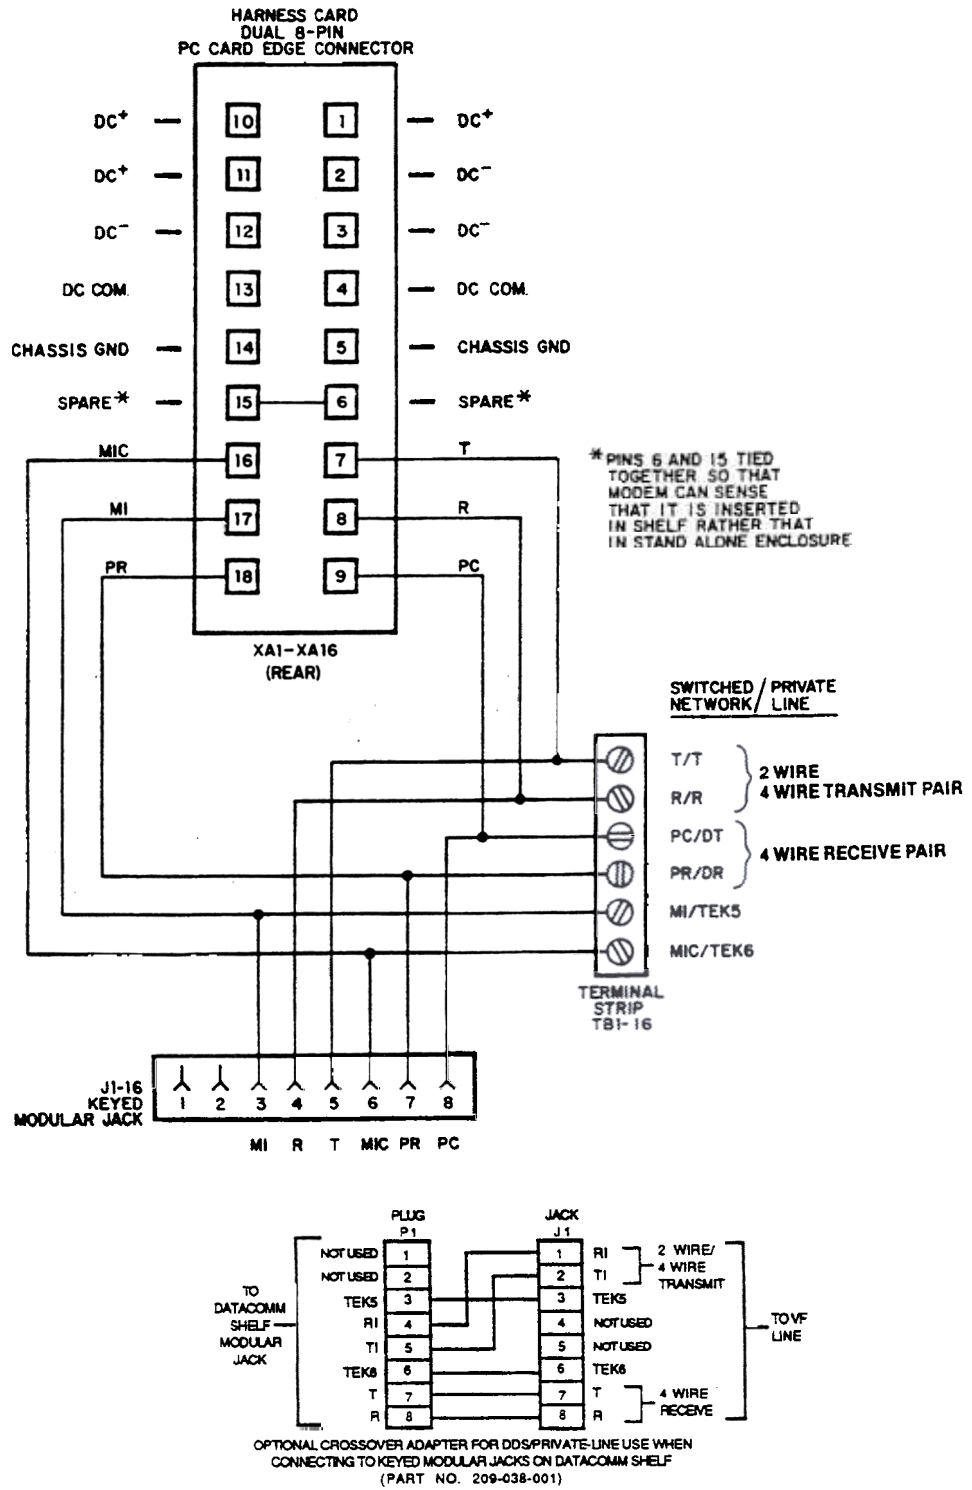 HARNESS CARD
DUAL 8-PIN
PC CARD EDGE CONNECTOR
DC+ 10 1 DC+
DC+ 11 2 DC-
DC- 12 3 DC-
DC COM. 13 4 DC COM.
CHASSIS GND 14 5 CHASSIS GND
SPARE* 15 6 SPARE*
MIC 16 7 T
MI 17 8 R
PR 18 9 PC
XA1-XA16
(REAR)
*PINS 6 AND 15 TIED
TOGETHER SO THAT
MODEM CAN SENSE
THAT IT IS INSERTED
IN SHELF RATHER THAT
IN STAND ALONE ENCLOSURE
SWITCHED/PRIVATE
NETWORK/LINE
T/T
R/R
2 WIRE
4 WIRE TRANSMIT PAIR
PC/DT
PR/DR
4 WIRE RECEIVE PAIR
MI/TEK5
MIC/TEK6
TERMINAL
STRIP
TB1-16
J1-16
KEYED
MODULAR JACK
1 2 3 4 5 6 7 8
MI R T MIC PR PC
PLUG
P1
JACK
J1
NOT USED 1 1 RI
NOT USED 2 2 TI
TEK5 3 3 TEK5
RI 4 4 NOT USED
TI 5 5 NOT USED
TEK6 6 6 TEK6
T 7 7 T
R 8 8 R
TO
DATACOMM
SHELF
MODULAR
JACK
2 WIRE/
4 WIRE
TRANSMIT
4 WIRE
RECEIVE
TO VF
LINE
OPTIONAL CROSSOVER ADAPTER FOR DDS/PRIVATE-LINE USE WHEN
CONNECTING TO KEYED MODULAR JACKS ON DATACOMM SHELF
(PART NO. 209-038-001)